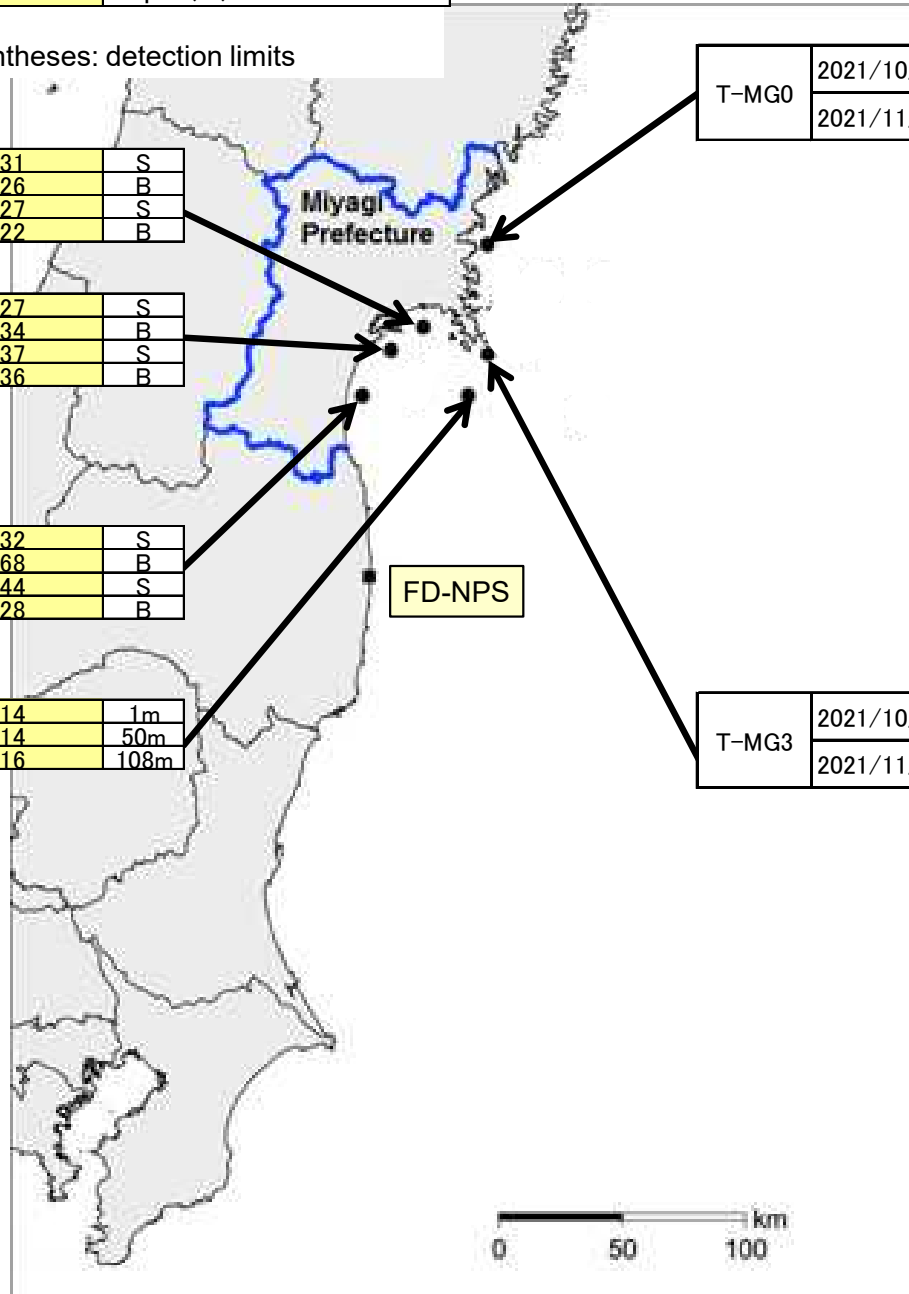 ntheses: detection limits
T-MG0
2021/10
2021/11
31 S
26 B
27 S
22 B
Miyagi
Prefecture
27 S
34 B
37 S
36 B
32 S
68 B
44 S
28 B
FD-NPS
14 1m
14 50m
16 108m
T-MG3
2021/10
2021/11
km
0 50 100